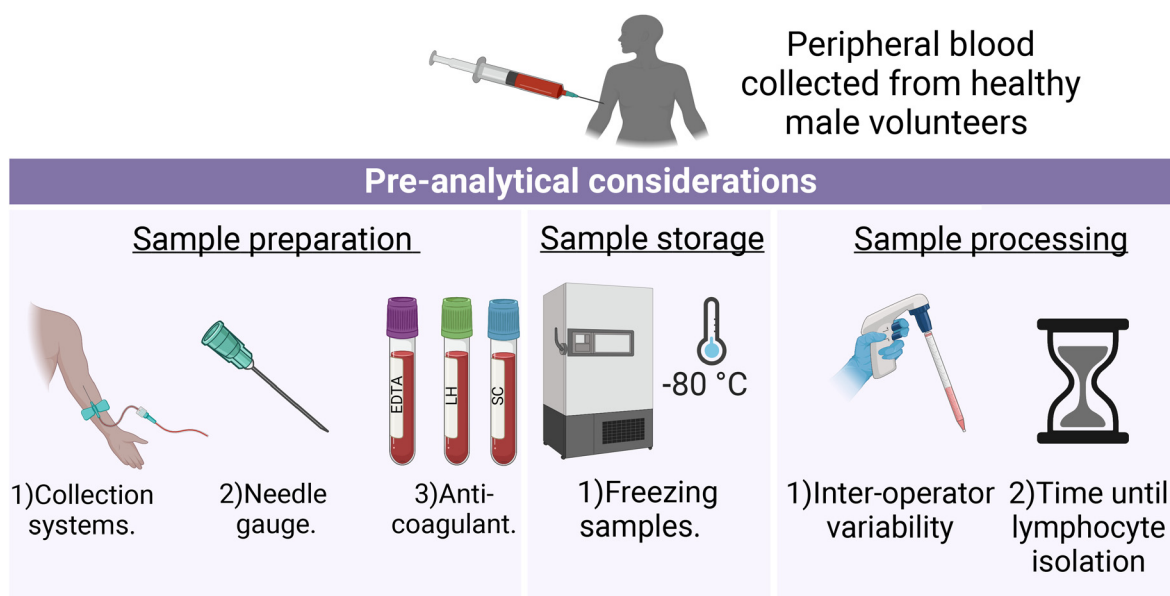 Peripheral blood
collected from healthy
male volunteers
Pre-analytical considerations
Sample preparation
EDTA
LH
SC
1)Collection
systems.
2)Needle
gauge.
3)Anti-
coagulant.
Sample storage
-80 °C
1)Freezing
samples.
Sample processing
1)Inter-operator
variability
2)Time until
lymphocyte
isolation